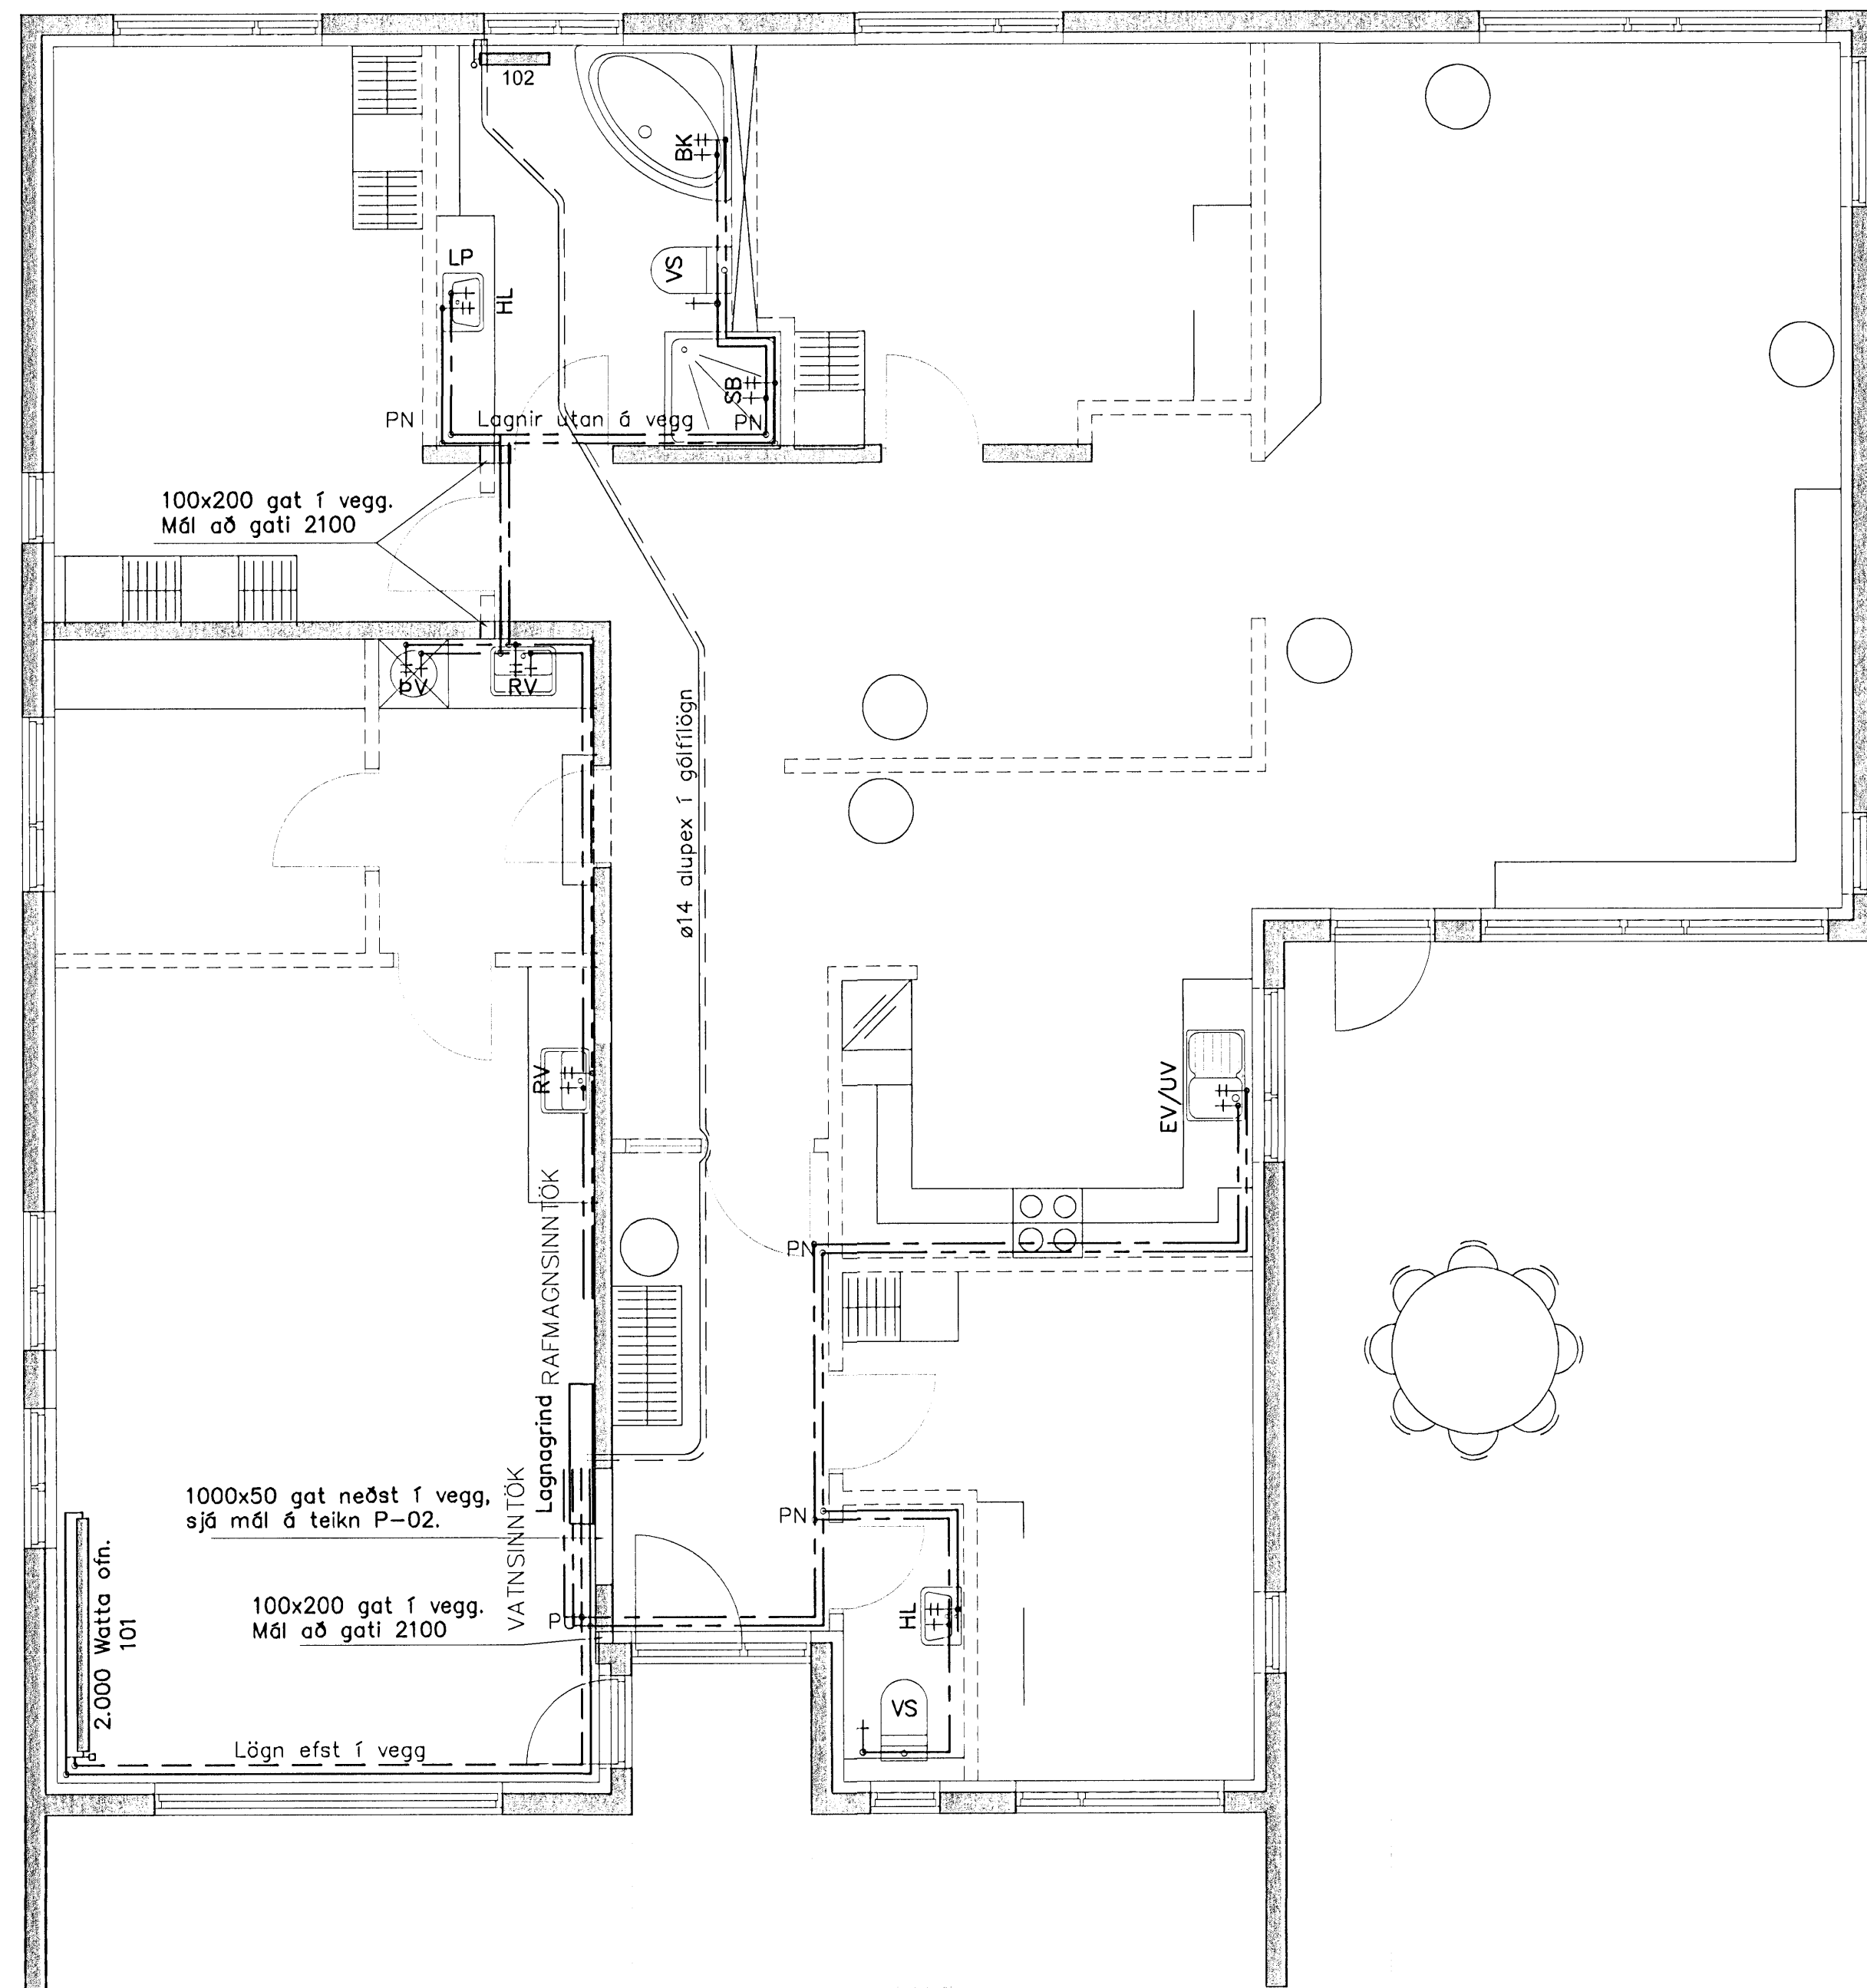 102
BK
VS
LP
HL
SB
PN
Lagnir utan á vegg
PN
100x200 gat í vegg.
Mál að gati 2100
ÞV
RV
ø14 alupex í gólfílögn
RV
EV/UV
RAFMAGNSINNTÖK
PN
Lagnagrind
VATNSINNTÖK
1000x50 gat neðst í vegg,
sjá mál á teikn P-02.
PN
2.000 Watta ofn.
101
100x200 gat í vegg.
Mál að gati 2100
HL
VS
Lögn efst í vegg